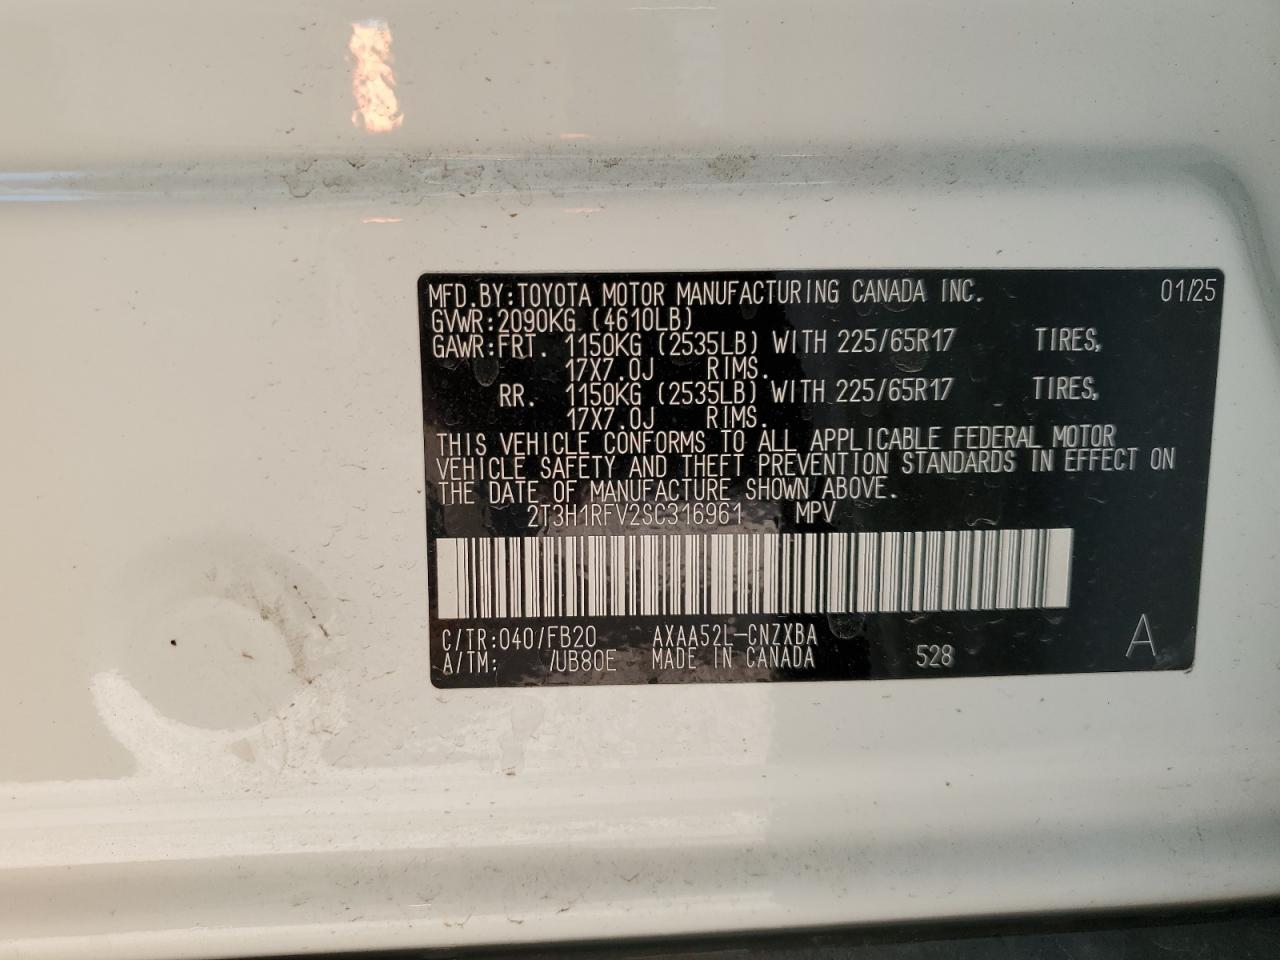 MFD.BY:TOYOTA MOTOR MANUFACTURING CANADA INC. 01/25
GVWR:2090KG (4610LB)
GAWR:FRT. 1150KG (2535LB) WITH 225/65R17 TIRES,
17X7.0J RIMS.
RR. 1150KG (2535LB) WITH 225/65R17 TIRES,
17X7.0J RIMS.
THIS VEHICLE CONFORMS TO ALL APPLICABLE FEDERAL MOTOR
VEHICLE SAFETY AND THEFT PREVENTION STANDARDS IN EFFECT ON
THE DATE OF MANUFACTURE SHOWN ABOVE.
2T3H1RFV2SC316961 MPV
C/TR:040/FB20 AXAA52L-CNZXBA
A/TM: /UB80E MADE IN CANADA 528 A